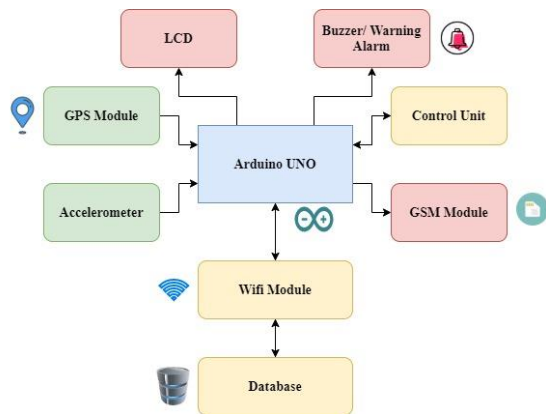 LCD
Buzzer/ Warning
Alarm
GPS Module
Control Unit
Arduino UNO
Accelerometer
GSM Module
Wifi Module
Database